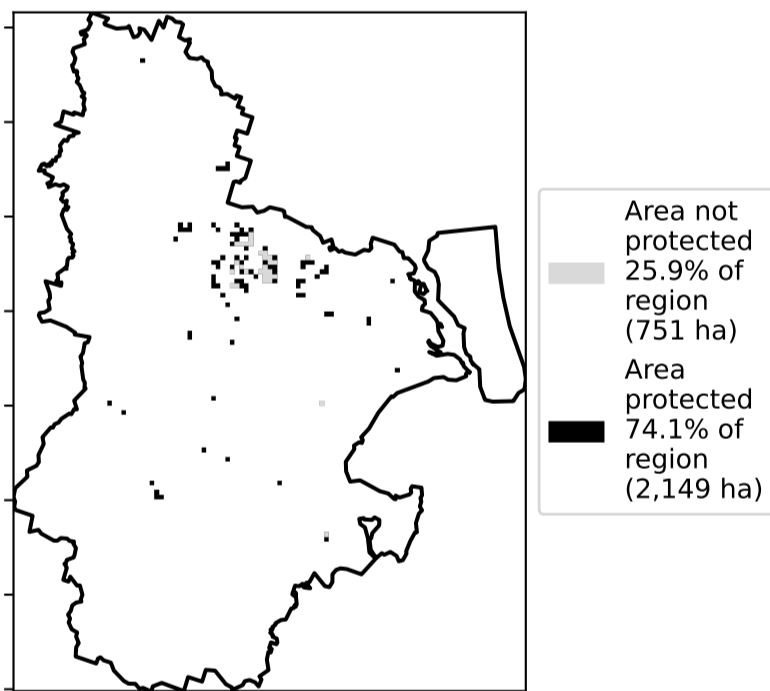 Area not
protected
25.9% of
region
(751 ha)
Area
protected
74.1% of
region
(2,149 ha)